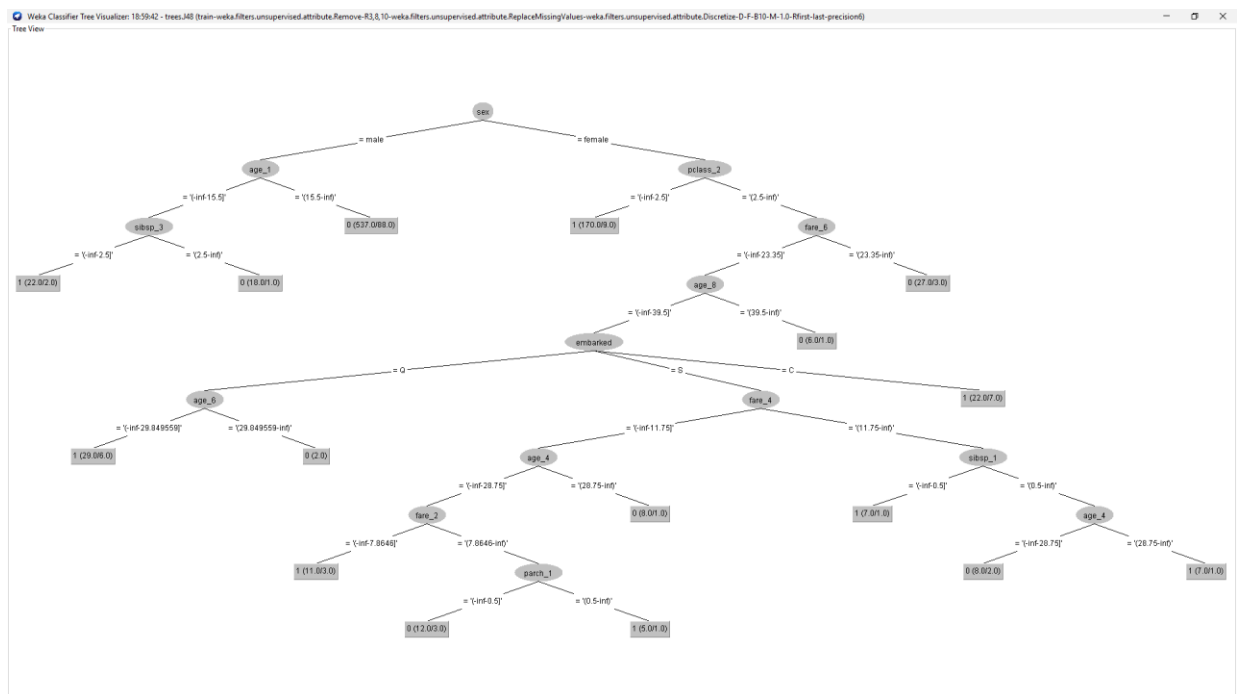 Weka Classifier Tree Visualizer: 18:59:42 - trees.J48 (train-weka.filters.unsupervised.attribute.Remove-R3,8,10-weka.filters.unsupervised.attribute.ReplaceMissingValues-weka.filters.unsupervised.attribute.Discretize-D-F-B10-M-1.0-Rfirst-last-precision6)
Tree View
sex
= male = female
age_1 pclass_2
= '(-inf-15.5]' = '(15.5-inf)' = '(-inf-2.5]' = '(2.5-inf)'
sibsp_3 0 (537.0/88.0) 1 (170.0/9.0) fare_6
= '(-inf-2.5]' = '(2.5-inf)' = '(-inf-23.35]' = '(23.35-inf)'
1 (22.0/2.0) 0 (18.0/1.0) age_8 0 (27.0/3.0)
= '(-inf-39.5]' = '(39.5-inf)'
embarked 0 (6.0/1.0)
= Q = S = C
age_6 fare_4 1 (22.0/7.0)
= '(-inf-29.849559]' = '(29.849559-inf)' = '(-inf-11.75]' = '(11.75-inf)'
1 (29.0/6.0) 0 (2.0) age_4 sibsp_1
= '(-inf-28.75]' = '(28.75-inf)' = '(-inf-0.5]' = '(0.5-inf)'
fare_2 0 (8.0/1.0) 1 (7.0/1.0) age_4
= '(-inf-7.8646]' = '(7.8646-inf)' = '(-inf-28.75]' = '(28.75-inf)'
1 (11.0/3.0) parch_1 0 (8.0/2.0) 1 (7.0/1.0)
= '(-inf-0.5]' = '(0.5-inf)'
0 (12.0/3.0) 1 (5.0/1.0)